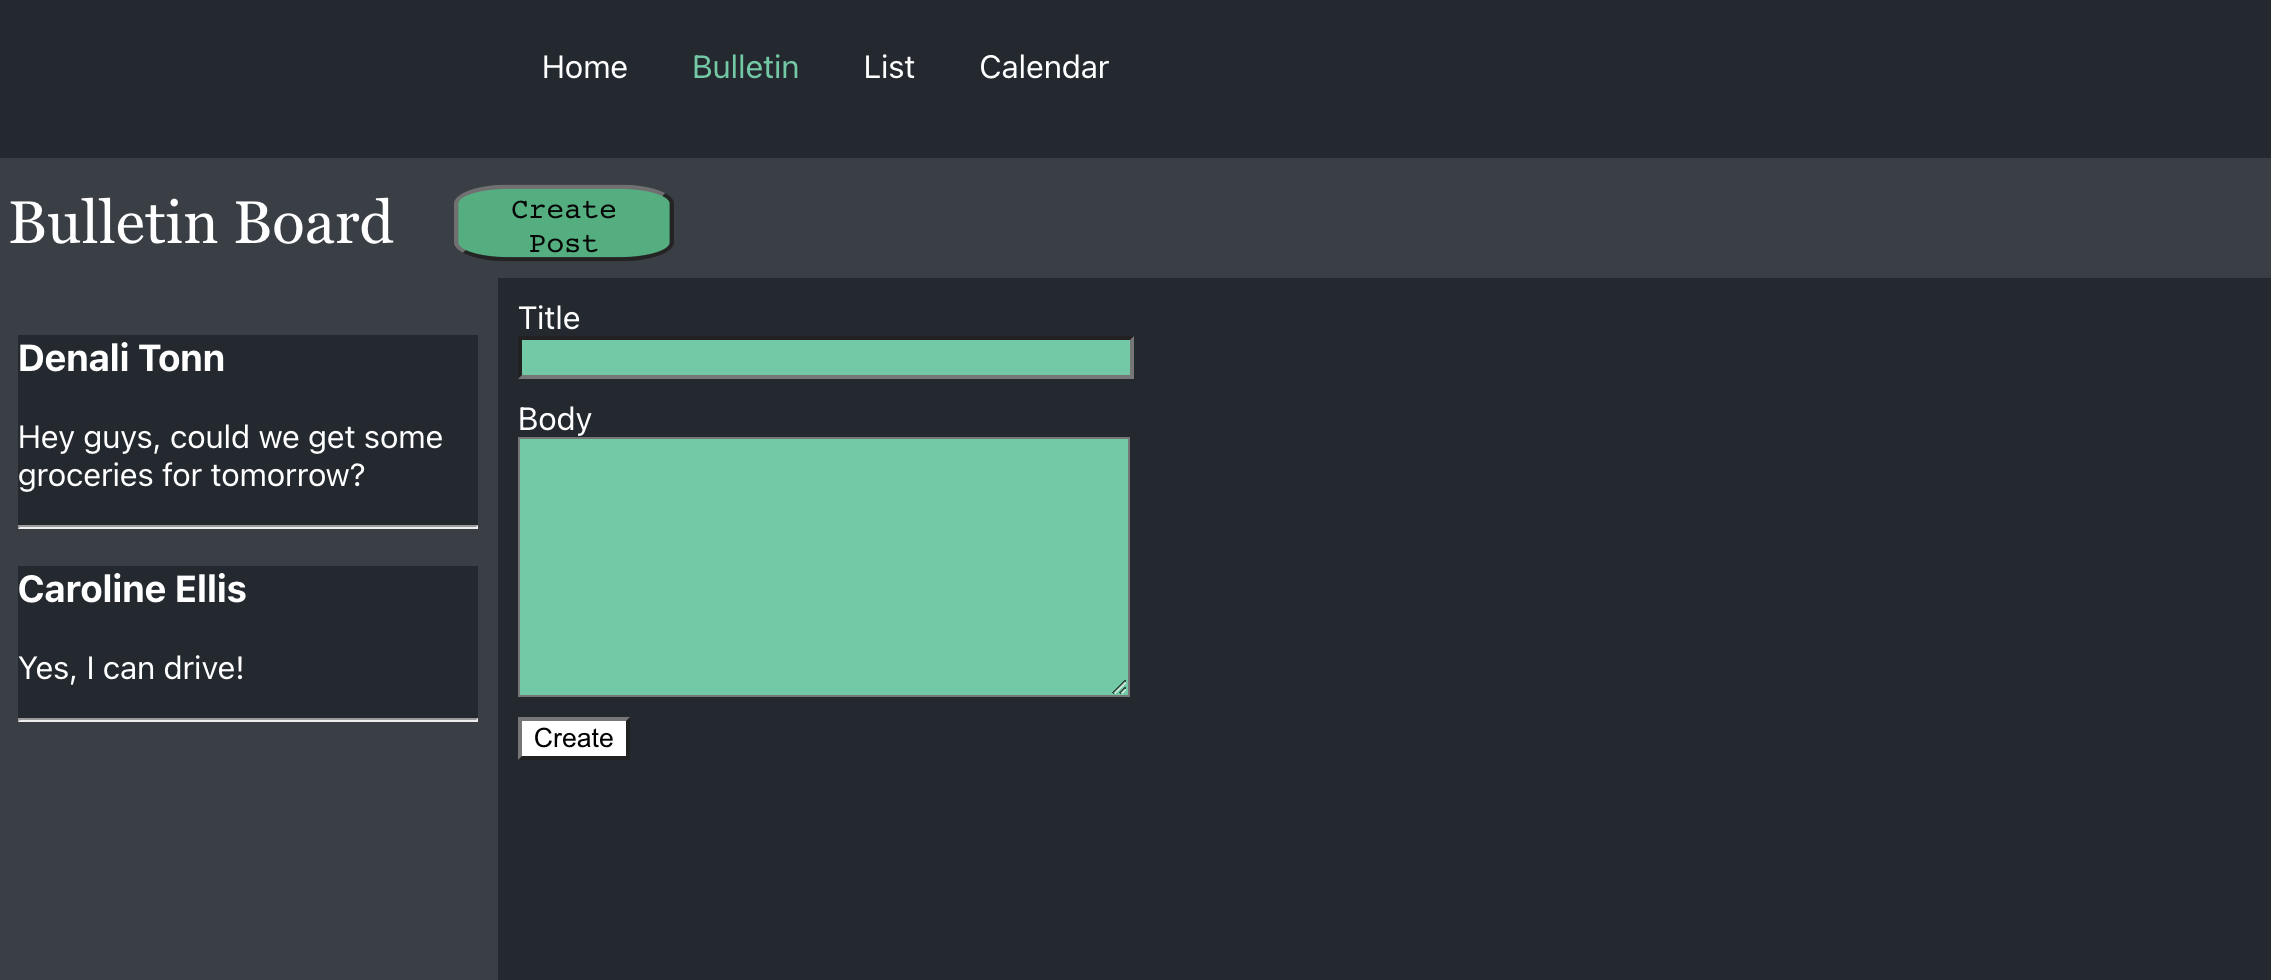 Home Bulletin List Calendar
Bulletin Board
Create
Post
Denali Tonn
Hey guys, could we get some
groceries for tomorrow?
Caroline Ellis
Yes, I can drive!
Title
Body
Create